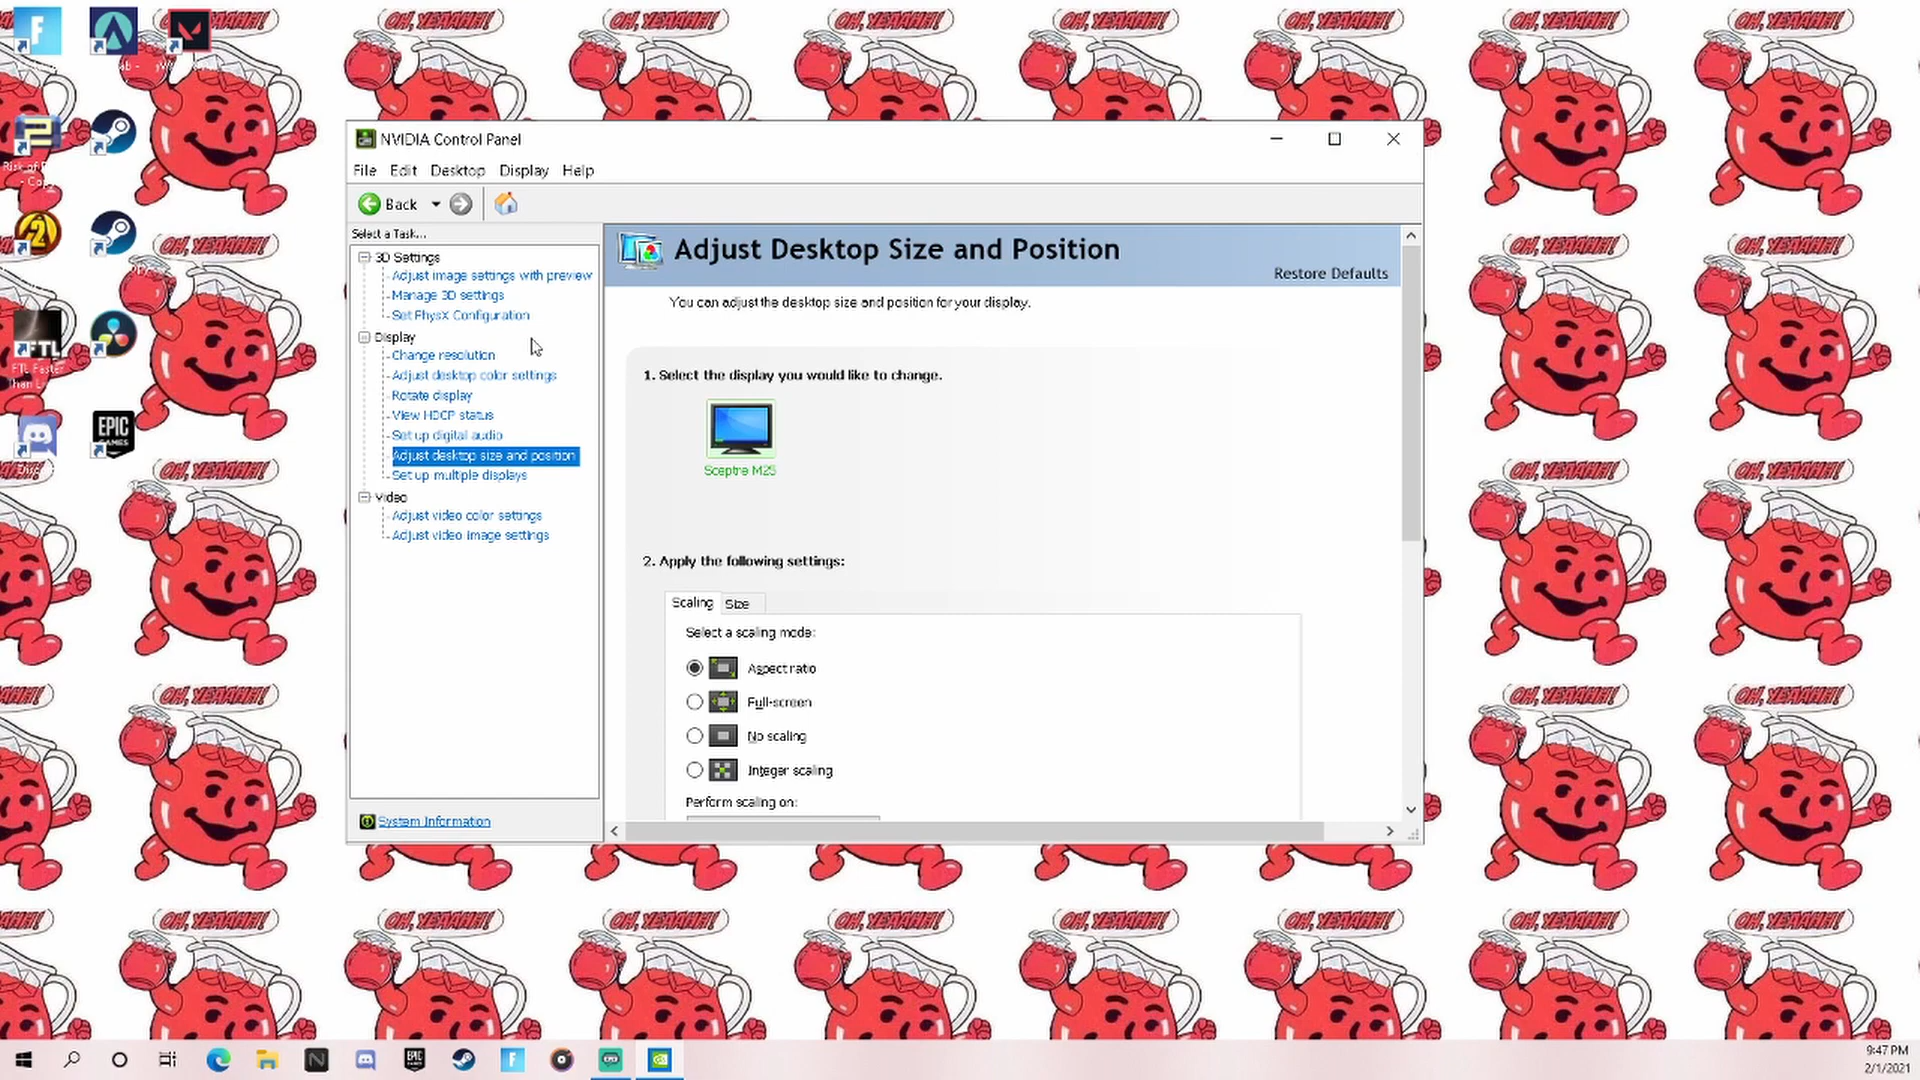 OH, YEAAHH!
NVIDIA Control Panel
File Edit Desktop Display Help
Back
Select a Task...
3D Settings
Adjust image settings with preview
Manage 3D settings
Set PhysX Configuration
Display
Change resolution
Adjust desktop color settings
Rotate display
View HDCP status
Set up digital audio
Adjust desktop size and position
Set up multiple displays
Video
Adjust video color settings
Adjust video image settings
System Information
Adjust Desktop Size and Position
Restore Defaults
You can adjust the desktop size and position for your display.
1. Select the display you would like to change.
Sceptre M25
2. Apply the following settings:
Scaling Size
Select a scaling mode:
Aspect ratio
Full-screen
No scaling
Integer scaling
Perform scaling on:
FTL
FTL Faster
EPIC
GAMES
9:47 PM
2/1/2021